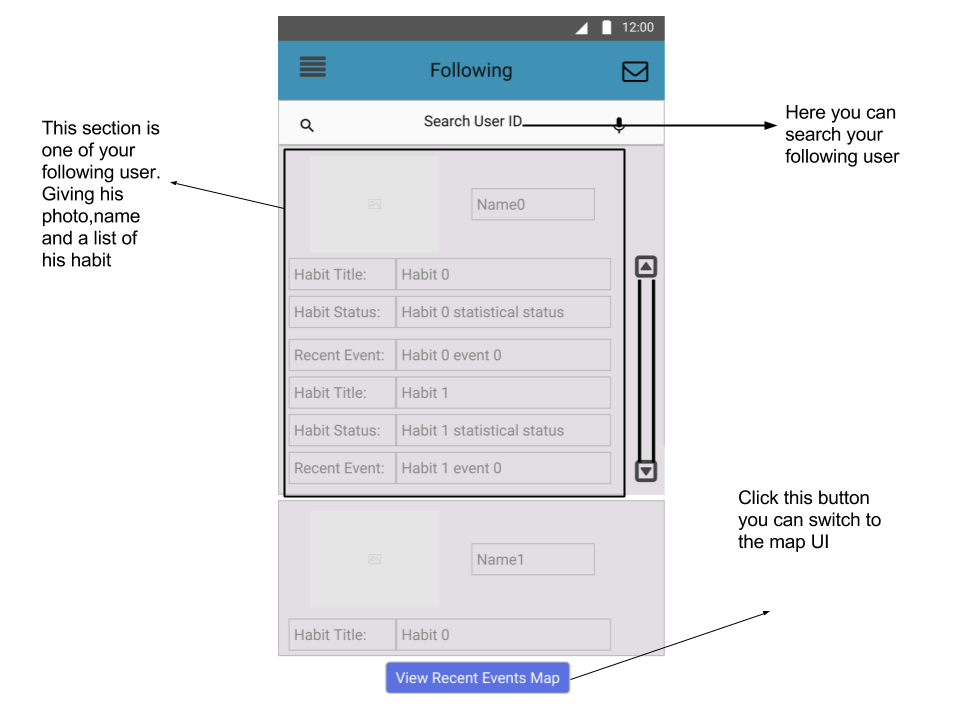 12:00
Following
Search User ID
Here you can
search your
following user
This section is
one of your
following user.
Giving his
photo,name
and a list of
his habit
Name0
Habit Title: Habit 0
Habit Status: Habit 0 statistical status
Recent Event: Habit 0 event 0
Habit Title: Habit 1
Habit Status: Habit 1 statistical status
Recent Event: Habit 1 event 0
Click this button
you can switch to
the map UI
Name1
Habit Title: Habit 0
View Recent Events Map